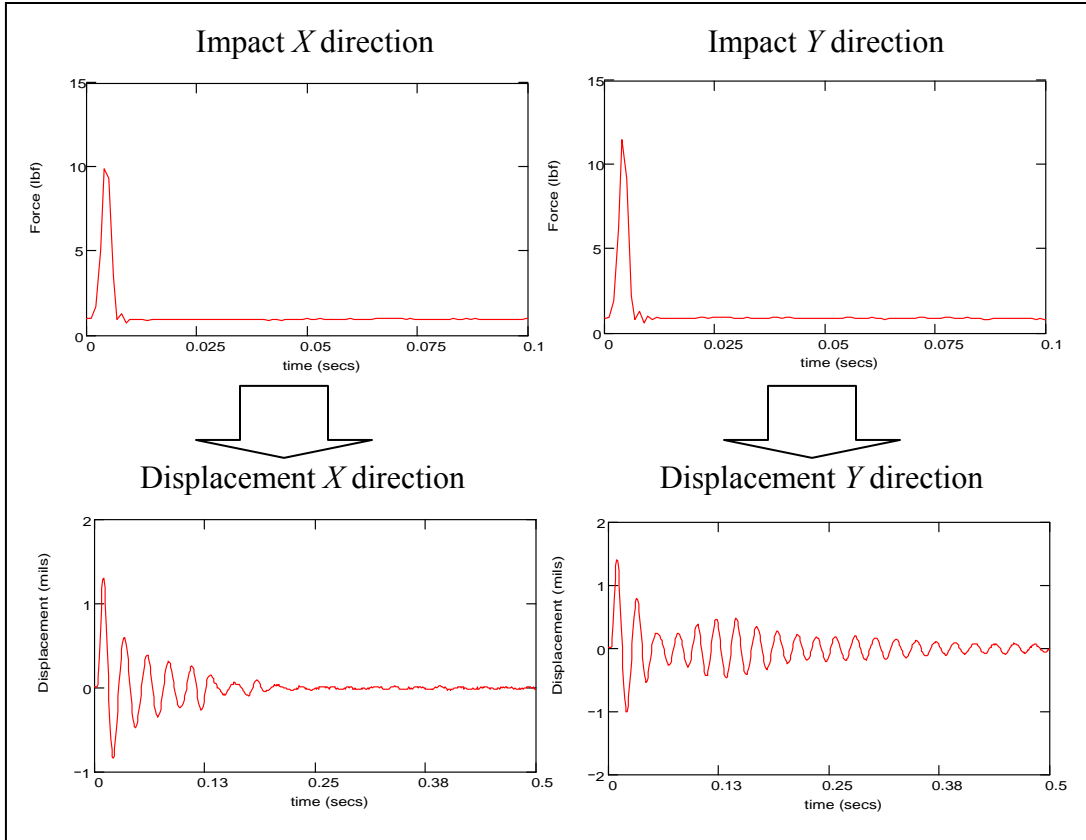 Impact X direction
15
10
5
0
Force (lbf)
0 0.025 0.05 0.075 0.1
time (secs)
Impact Y direction
15
10
5
0
Force (lbf)
0 0.025 0.05 0.075 0.1
time (secs)
Displacement X direction
2
1
0
−1
Displacement (mils)
0 0.13 0.25 0.38 0.5
time (secs)
Displacement Y direction
2
1
0
−1
−2
Displacement (mils)
0 0.13 0.25 0.38 0.5
time (secs)